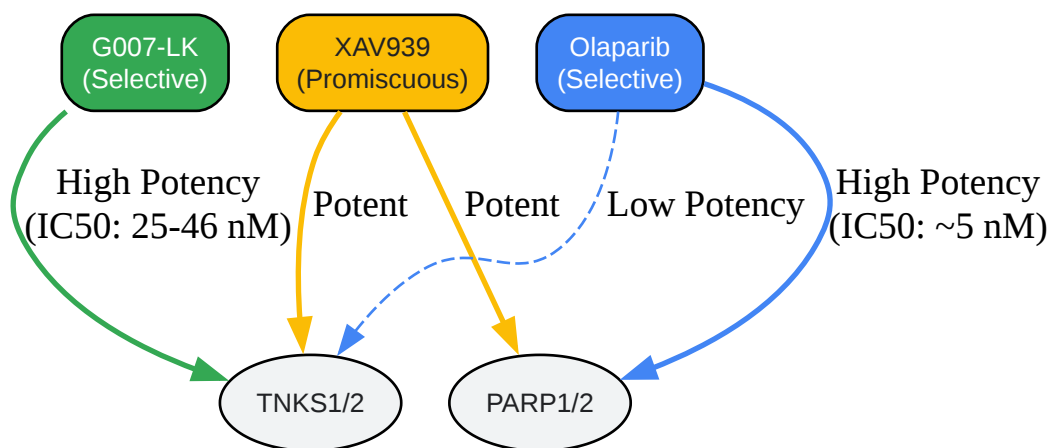 G007-LK
(Selective)
XAV939
(Promiscuous)
Olaparib
(Selective)
High Potency
(IC50: 25-46 nM)
Potent
Potent
Low Potency
High Potency
(IC50: ~5 nM)
TNKS1/2
PARP1/2